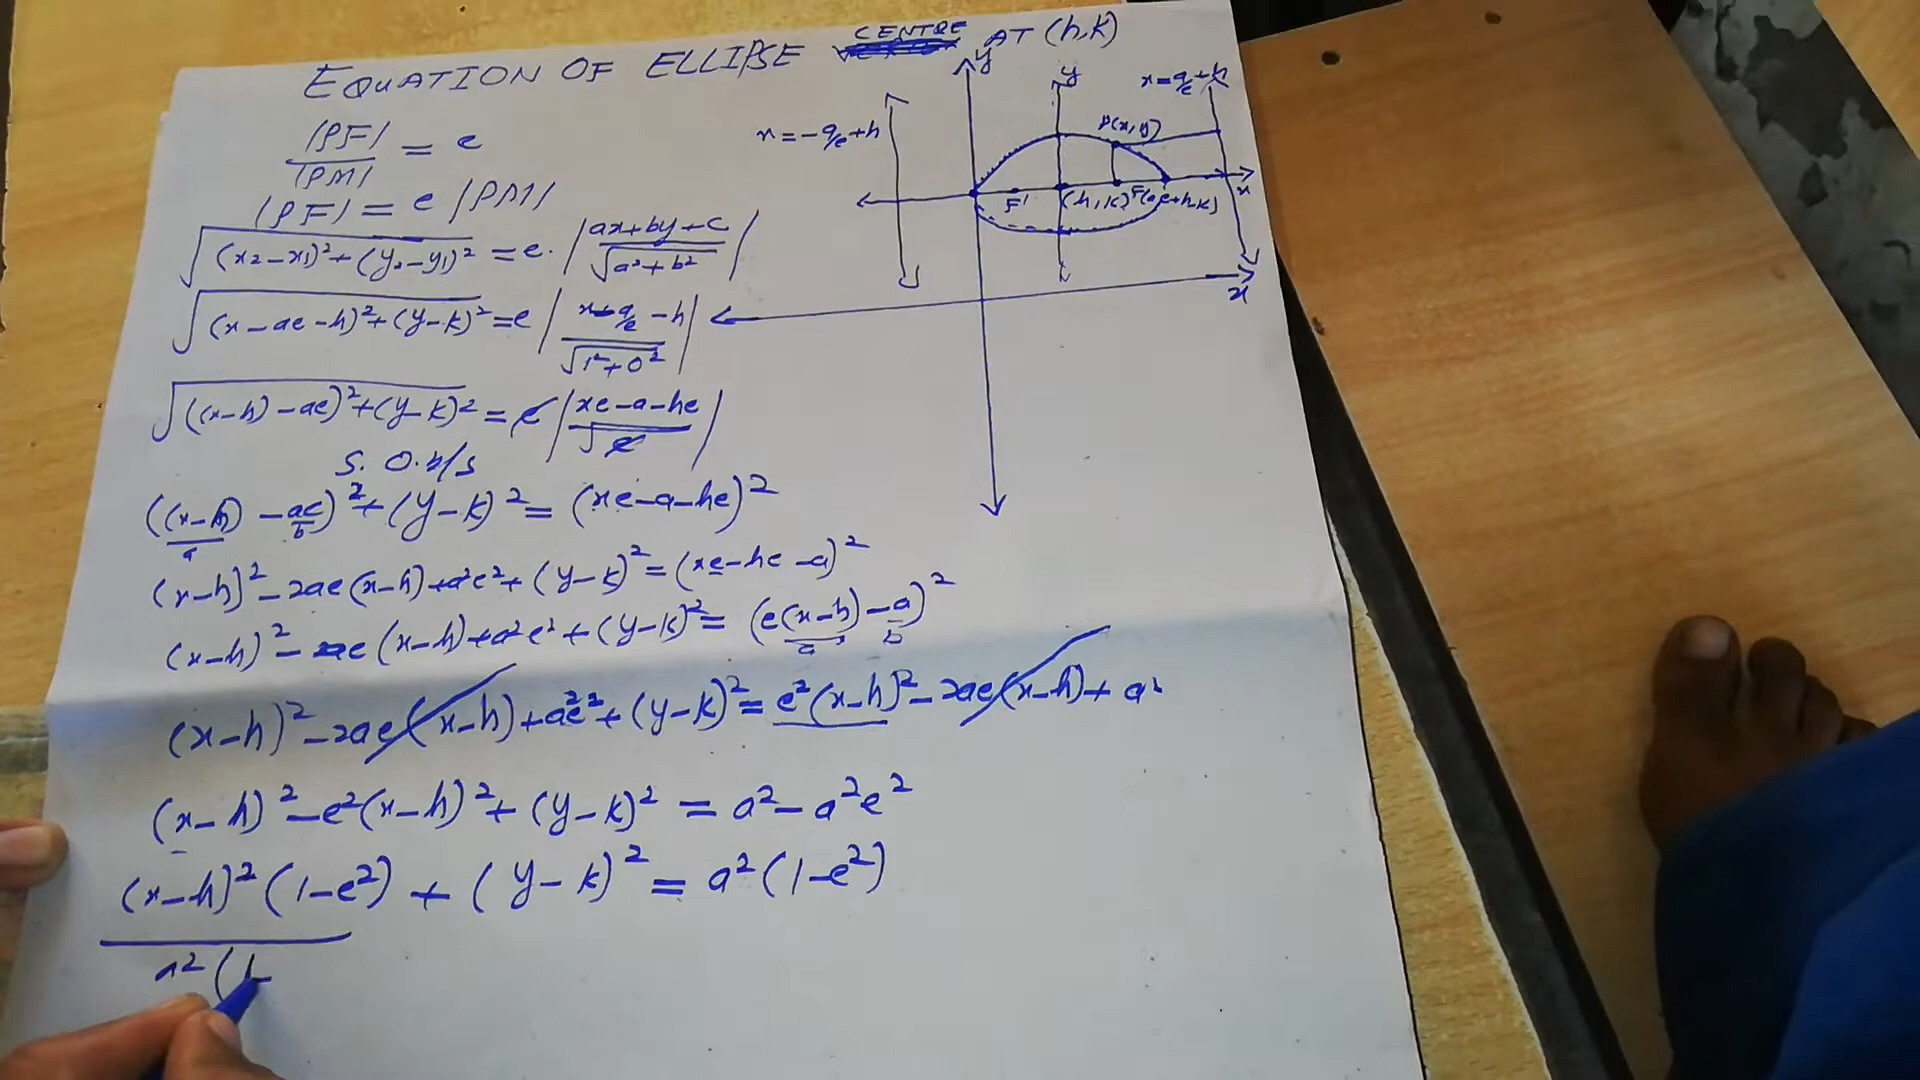 EQUATION OF ELLIPSE CENTRE AT (h,k)
|PF| / |PM| = e
|PF| = e |PM|
√((x2-x1)²+(y2-y1)²) = e. |ax+by+c / √(a²+b²)|
√((x-ae-h)²+(y-k)²) = e |x-a/e-h / √(1²+0²)|
√(((x-h)-ae)²+(y-k)²) = e |xe-a-he / √e|
S.O.b/s
((x-h)-ae)²+(y-k)² = (xe-a-he)²
a b
(x-h)²-2ae(x-h)+a²e²+(y-k)² = (xe-he-a)²
(x-h)²-2ae(x-h)+a²e²+(y-k)² = (e(x-h)-a)²
a b
(x-h)²-2ae(x-h)+a²e²+(y-k)² = e²(x-h)²-2ae(x-h)+a²
(x-h)²-e²(x-h)²+(y-k)² = a²-a²e²
(x-h)²(1-e²)+(y-k)² = a²(1-e²)
a²(1-
y
y
x=a/e+h
x=-a/e+h
P(x,y)
F'
(h,k)
F(ae+h,k)
x
x